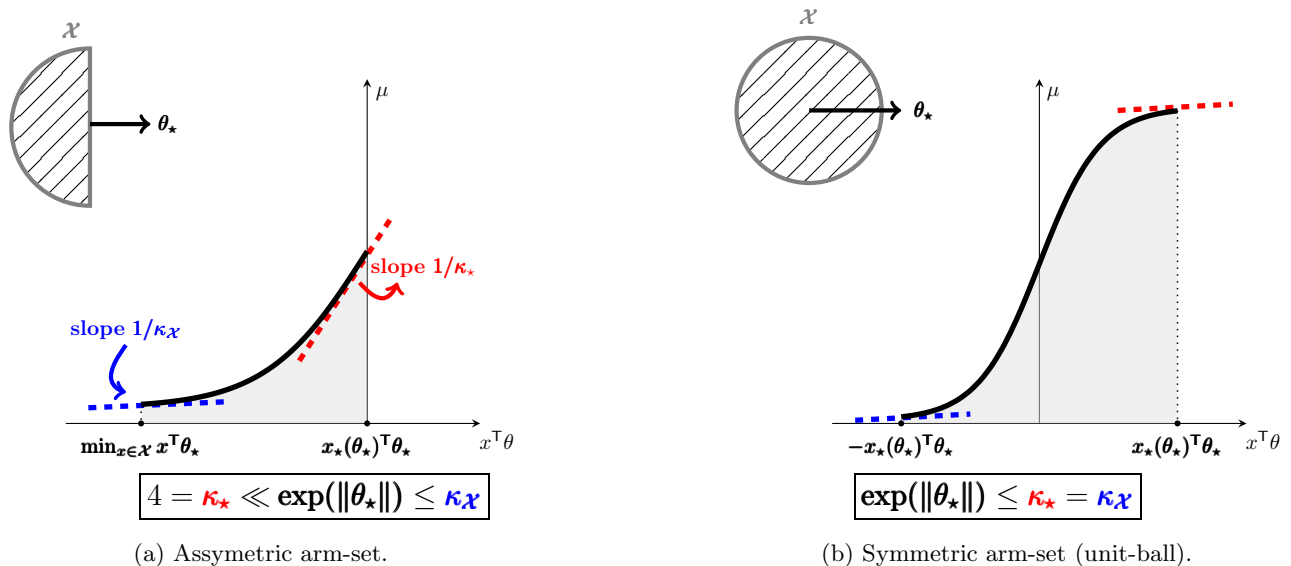 𝒳
θ⋆
μ
slope 1/κ⋆
slope 1/κ𝒳
min x∈𝒳 xᵀθ⋆
x⋆(θ⋆)ᵀθ⋆
xᵀθ
4 = κ⋆ ≪ exp(‖θ⋆‖) ≤ κ𝒳
(a) Assymetric arm-set.
𝒳
θ⋆
μ
−x⋆(θ⋆)ᵀθ⋆
x⋆(θ⋆)ᵀθ⋆
xᵀθ
exp(‖θ⋆‖) ≤ κ⋆ = κ𝒳
(b) Symmetric arm-set (unit-ball).